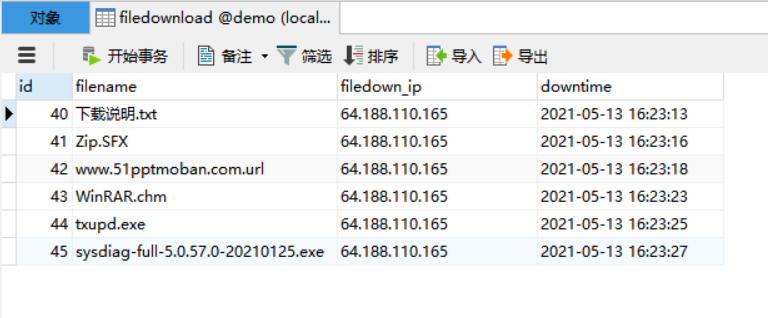 对象 filedownload @demo (local...
开始事务 备注 筛选 排序 导入 导出
id filename filedown_ip downtime
40 下载说明.txt 64.188.110.165 2021-05-13 16:23:13
41 Zip.SFX 64.188.110.165 2021-05-13 16:23:16
42 www.51pptmoban.com.url 64.188.110.165 2021-05-13 16:23:18
43 WinRAR.chm 64.188.110.165 2021-05-13 16:23:23
44 txupd.exe 64.188.110.165 2021-05-13 16:23:25
45 sysdiag-full-5.0.57.0-20210125.exe 64.188.110.165 2021-05-13 16:23:27